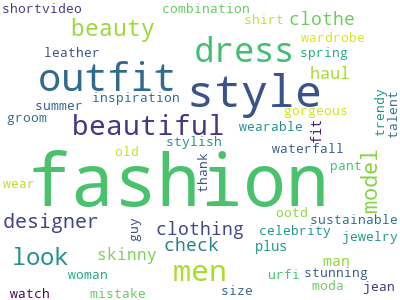 shortvideo combination
beauty shirt clothe
wardrobe
leather dress spring
outfit haul
style
summer inspiration gorgeous trendy talent
groom beautiful wearable fit
stylish waterfall
old thank pant model
fashion
wear ootd
designer guy clothing sustainable
celebrity jewelry
look check plus
skinny man
woman men urfi stunning
moda jean
watch mistake size